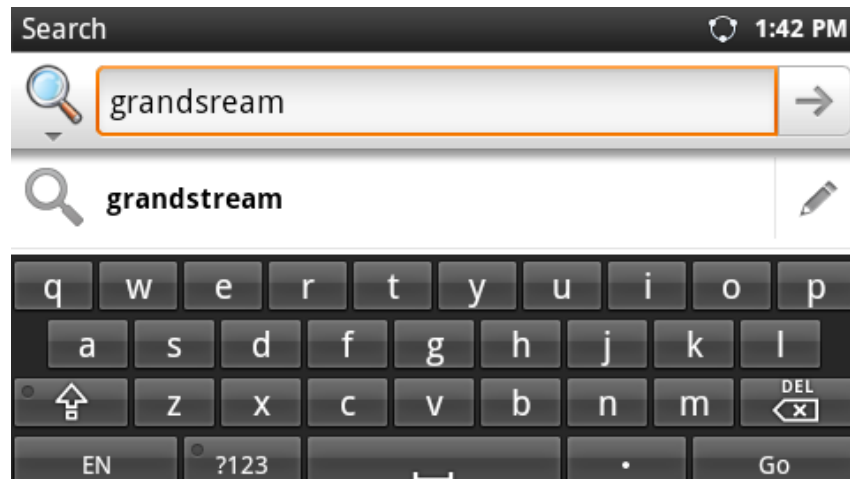 Search 1:42 PM
grandsream
grandstream
q w e r t y u i o p
a s d f g h j k l
z x c v b n m DEL
EN ?123 . Go